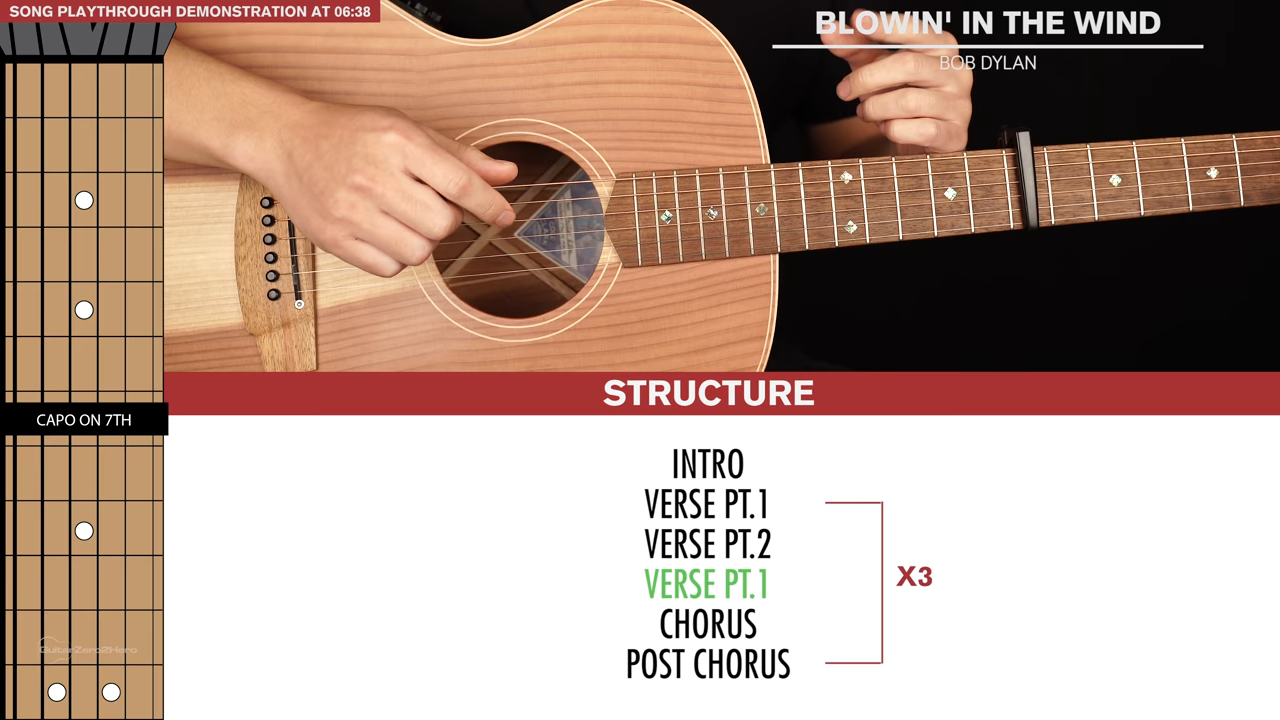 SONG PLAYTHROUGH DEMONSTRATION AT 06:38
BLOWIN' IN THE WIND
BOB DYLAN
CAPO ON 7TH
STRUCTURE
INTRO
VERSE PT.1
VERSE PT.2
VERSE PT.1
CHORUS
POST CHORUS
X3
GuitarZero2Hero